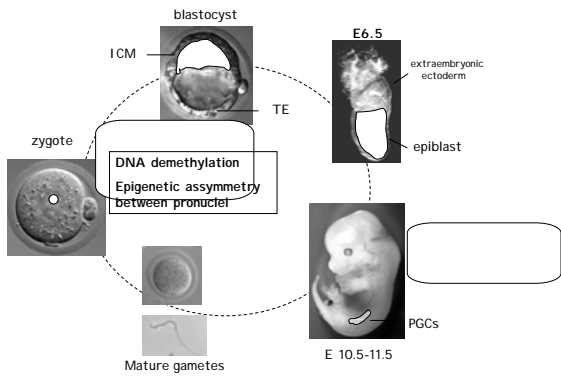 blastocyst
ICM
TE
E6.5
extraembryonic
ectoderm
epiblast
zygote
DNA demethylation
Epigenetic assymmetry
between pronuclei
PGCs
E 10.5-11.5
Mature gametes